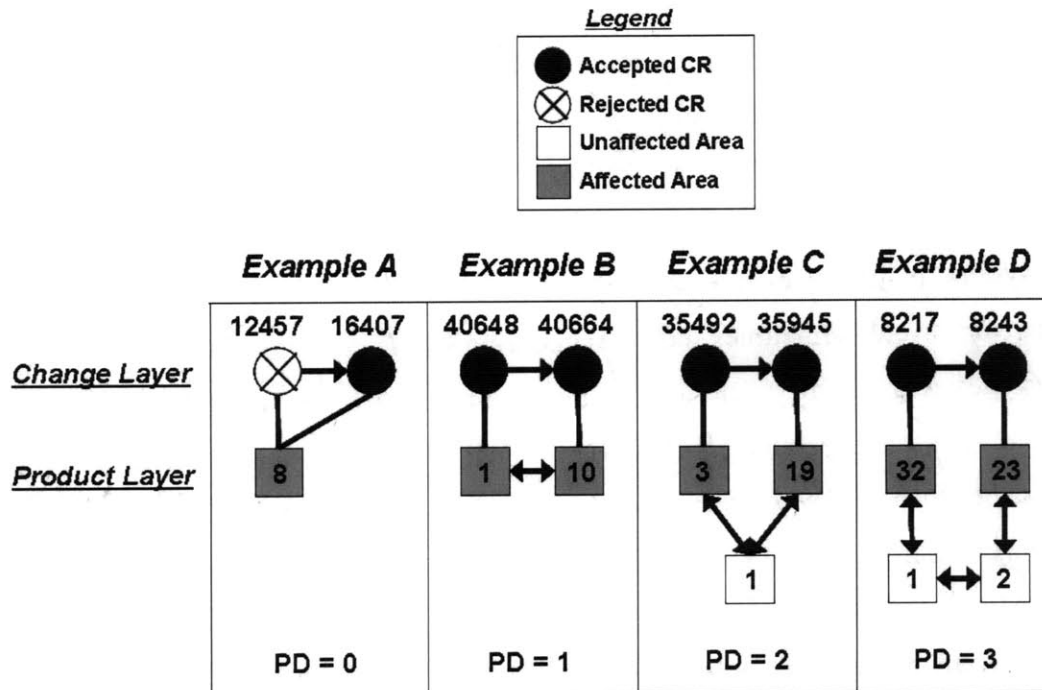 Legend
Accepted CR
Rejected CR
Unaffected Area
Affected Area
Example A Example B Example C Example D
12457 16407 40648 40664 35492 35945 8217 8243
Change Layer
Product Layer 8 1 10 3 19 32 23
1 1 2
PD = 0 PD = 1 PD = 2 PD = 3